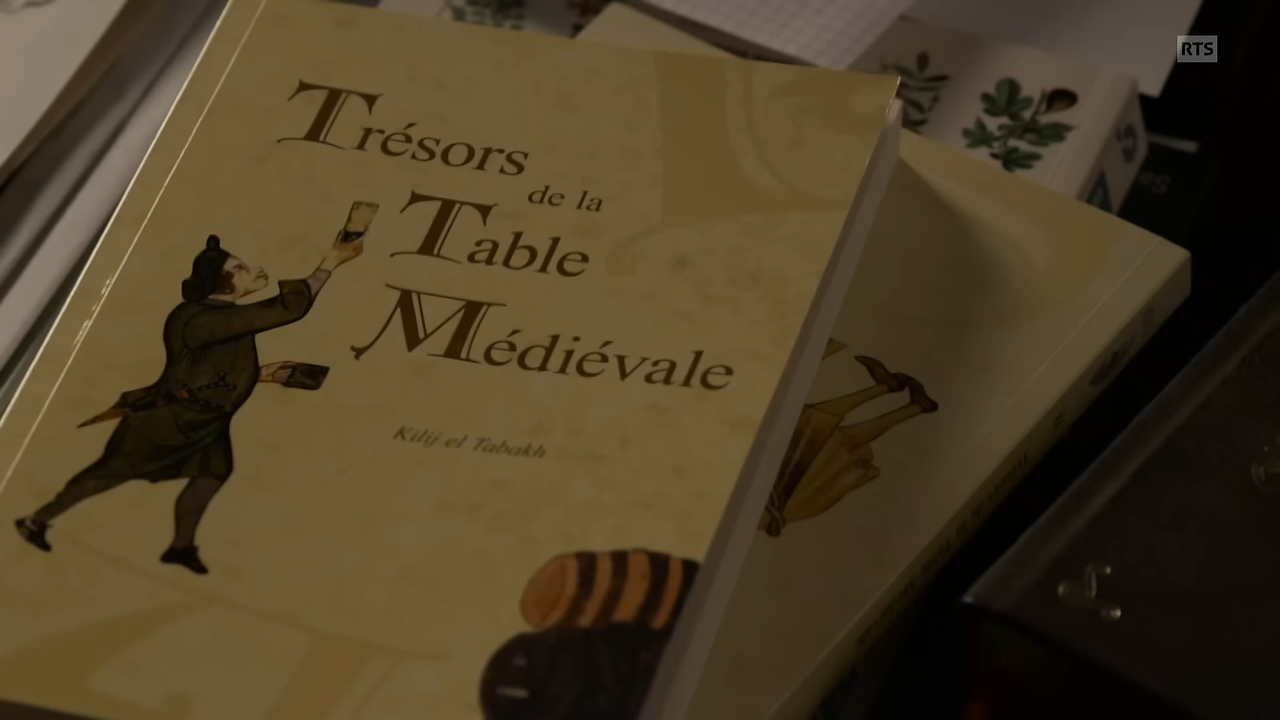 RTS
Trésors
de la
Table
Médiévale
Kilij el Tabakh